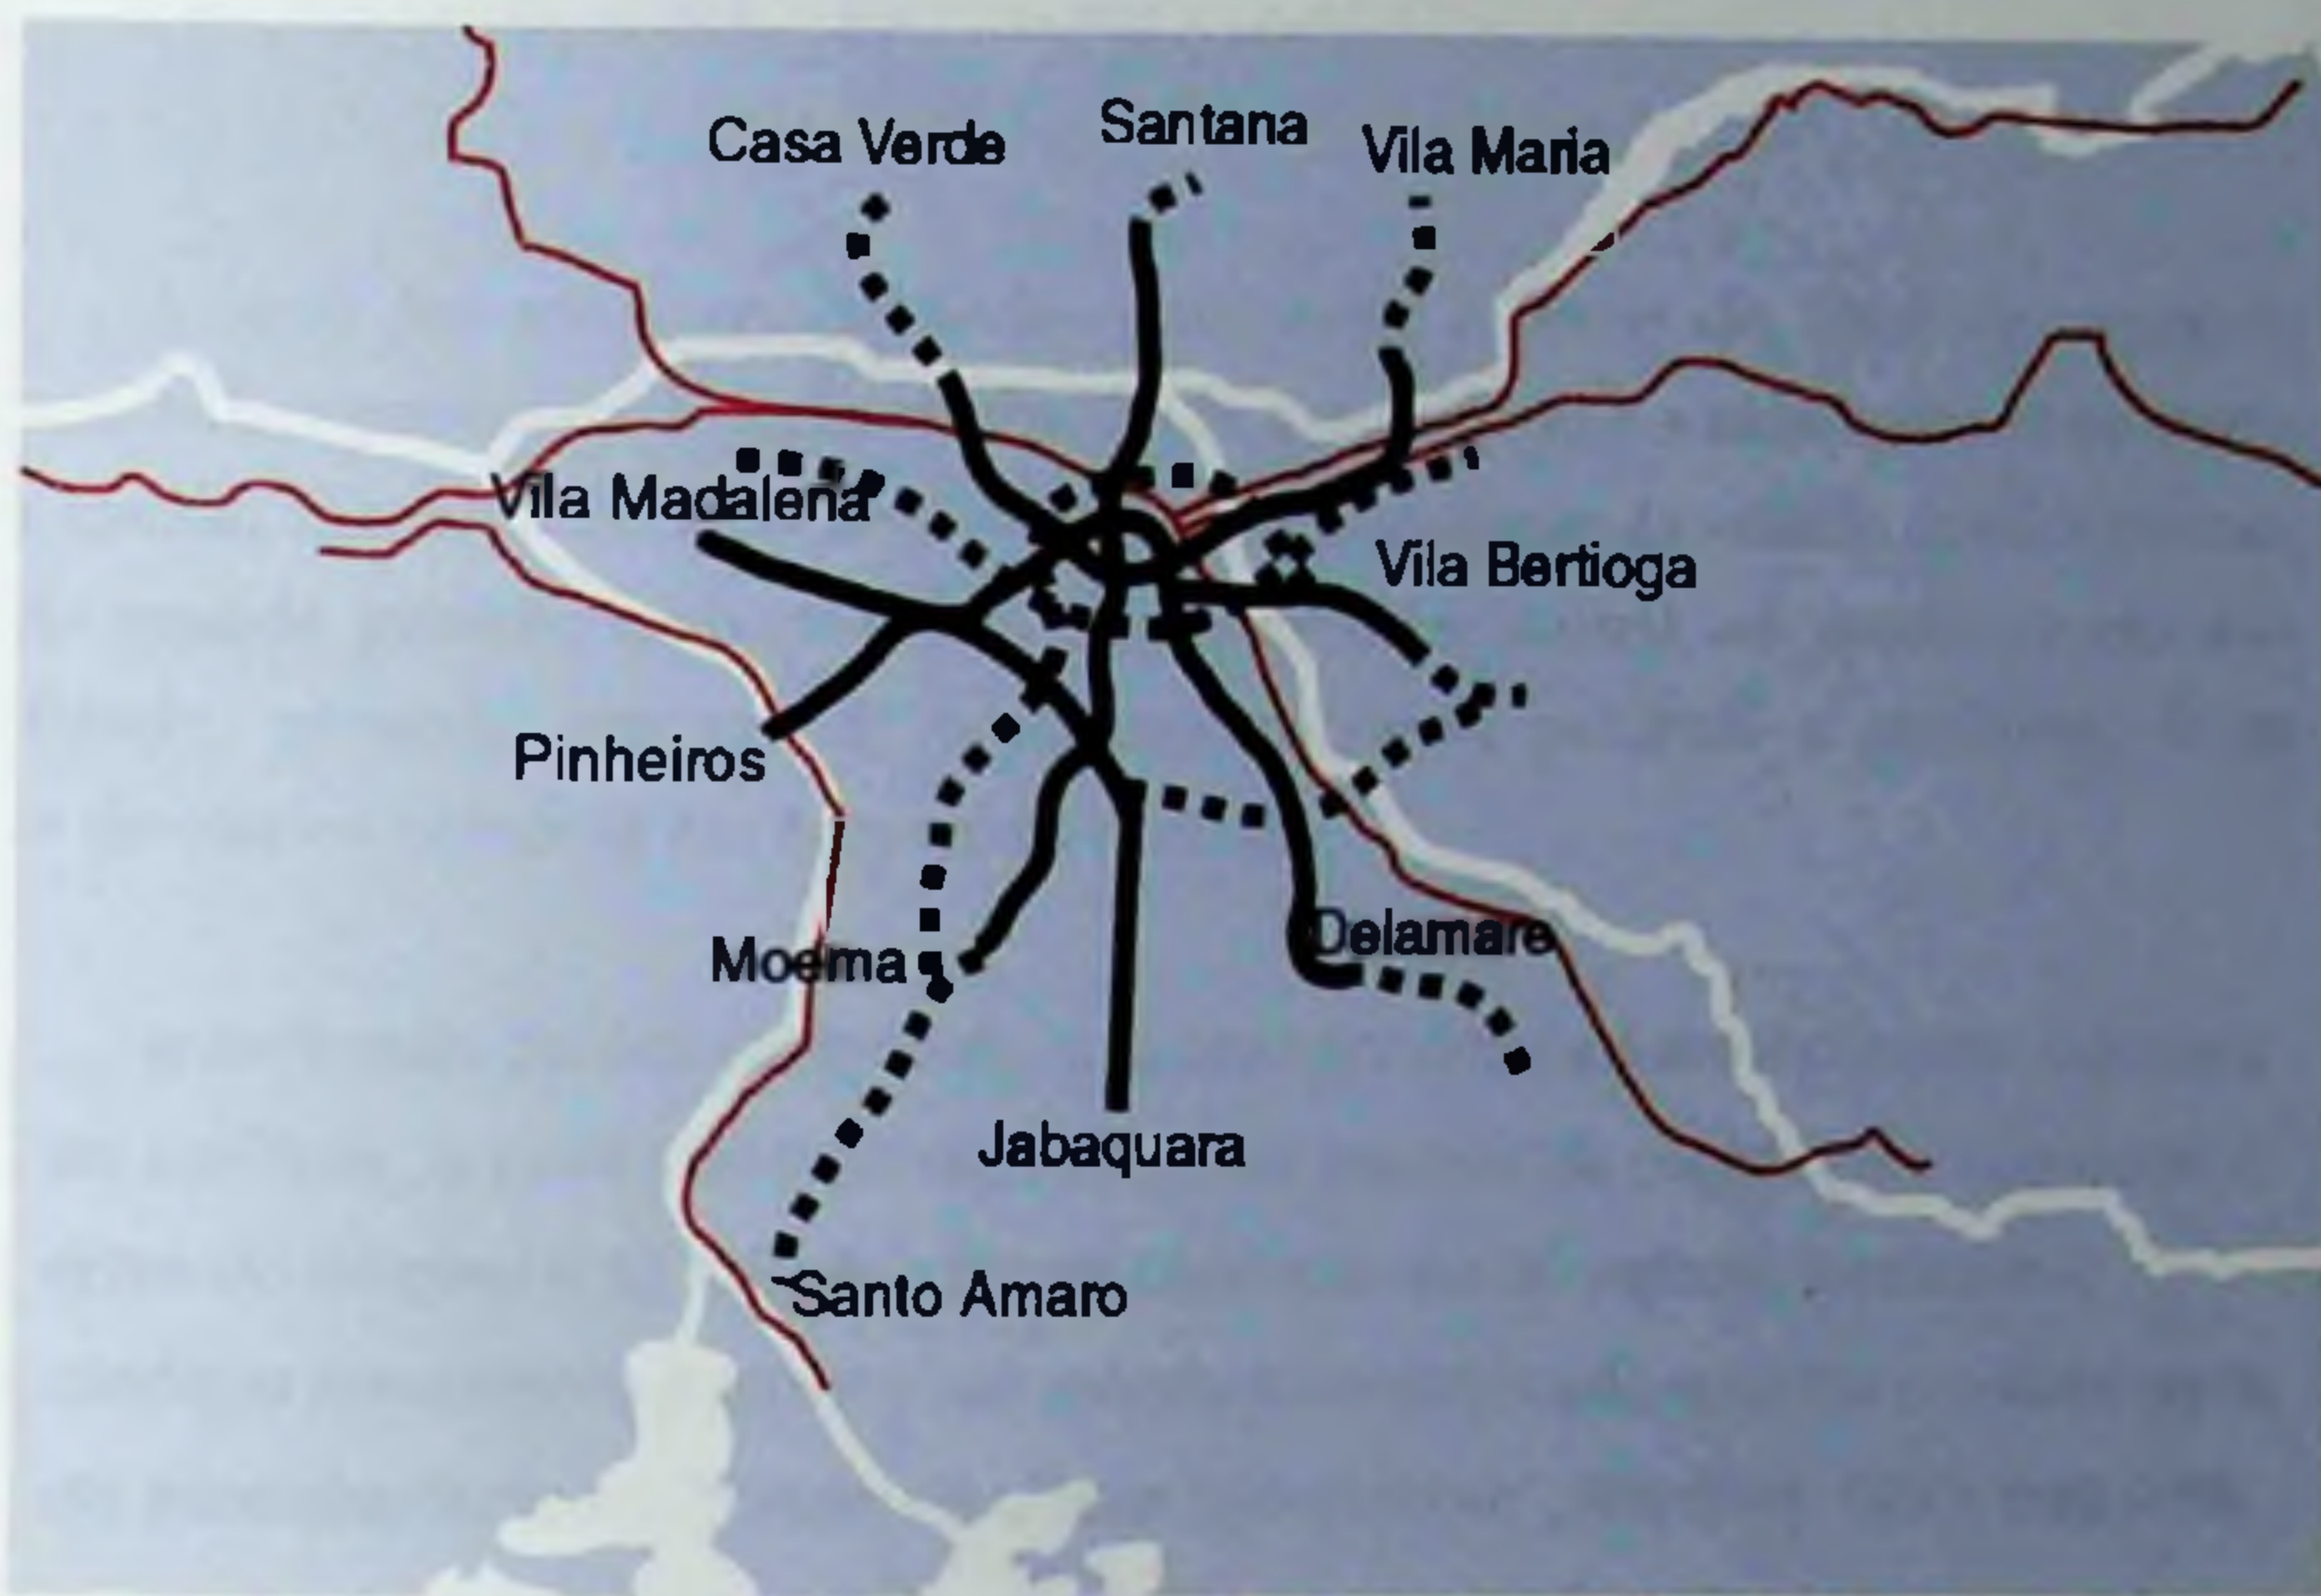 Santana
Casa Verde
Vila Maria
Vila Madalena
Vila Bertioga
Pinheiros
Delamare
Moema
Jabaquara
Santo Amaro